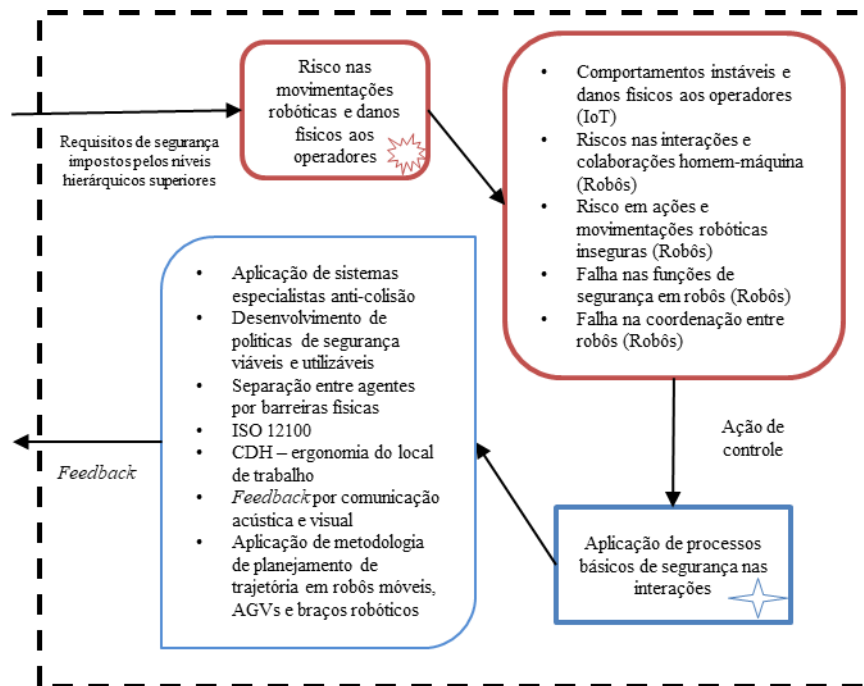 Requisitos de segurança
impostos pelos níveis
hierárquicos superiores
Risco nas
movimentações
robóticas e danos
físicos aos
operadores
• Comportamentos instáveis e
danos físicos aos operadores
(IoT)
• Riscos nas interações e
colaborações homem-máquina
(Robôs)
• Risco em ações e
movimentações robóticas
inseguras (Robôs)
• Falha nas funções de
segurança em robôs (Robôs)
• Falha na coordenação entre
robôs (Robôs)
Ação de
controle
Aplicação de processos
básicos de segurança nas
interações
• Aplicação de sistemas
especialistas anti-colisão
• Desenvolvimento de
políticas de segurança
viáveis e utilizáveis
• Separação entre agentes
por barreiras físicas
• ISO 12100
• CDH – ergonomia do local
de trabalho
• Feedback por comunicação
acústica e visual
• Aplicação de metodologia
de planejamento de
trajetória em robôs móveis,
AGVs e braços robóticos
Feedback